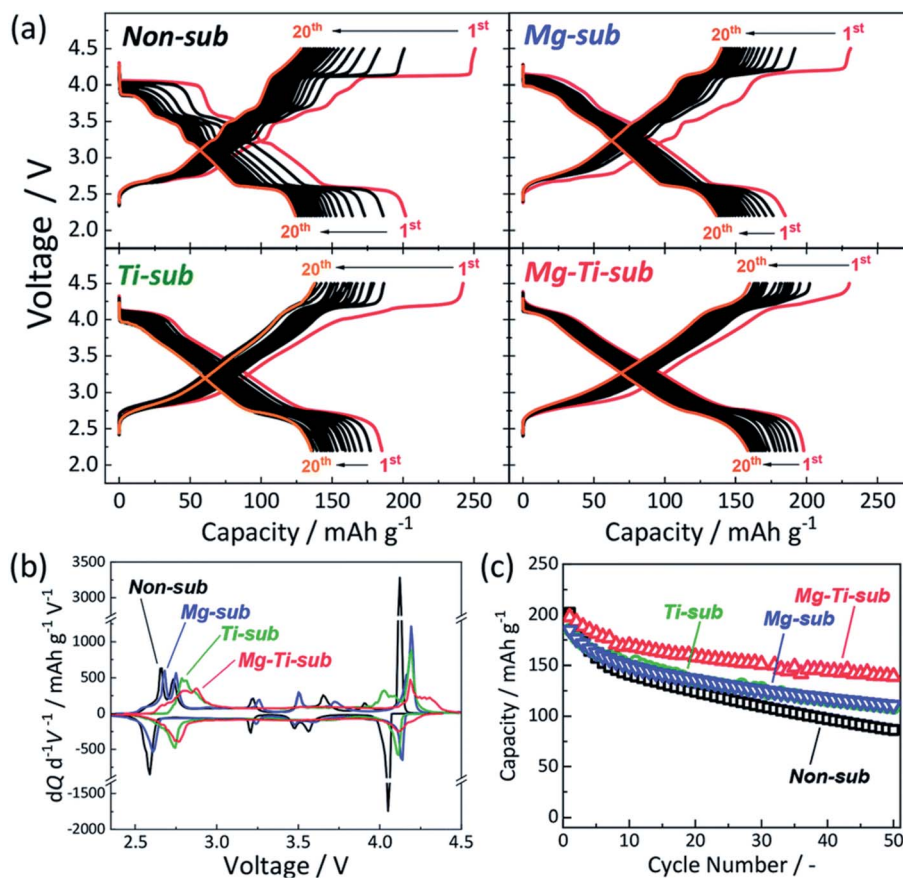 (a)
Non-sub
20th
1st
Mg-sub
20th
1st
4.5
4.0
3.5
3.0
2.5
2.0
20th
1st
20th
1st
Voltage / V
Ti-sub
20th
1st
Mg-Ti-sub
20th
1st
4.5
4.0
3.5
3.0
2.5
2.0
20th
1st
20th
1st
0 50 100 150 200 250
0 50 100 150 200 250
Capacity / mAh g-1
Capacity / mAh g-1
(b)
3500
2500
1000
500
0
-500
-1500
-2000
dQ d-1V-1 / mAh g-1 V-1
Non-sub
Mg-sub
Ti-sub
Mg-Ti-sub
2.5 3.0 3.5 4.0 4.5
Voltage / V
(c)
250
200
150
100
50
0
Capacity / mAh g-1
Mg-Ti-sub
Ti-sub
Mg-sub
Non-sub
0 10 20 30 40 50
Cycle Number / -